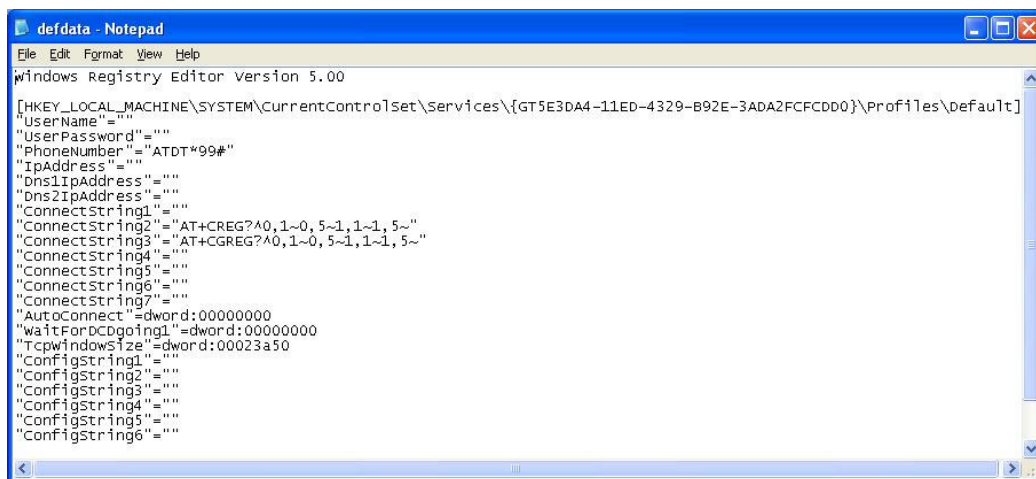 defdata - Notepad
File Edit Format View Help
Windows Registry Editor Version 5.00
[HKEY_LOCAL_MACHINE\SYSTEM\CurrentControlSet\Services\{GT5E3DA4-11ED-4329-B92E-3ADA2FCFCDD0}\Profiles\Default]
"UserName"=""
"UserPassword"=""
"PhoneNumber"="ATDT*99#"
"IpAddress"=""
"Dns1IpAddress"=""
"Dns2IpAddress"=""
"ConnectString1"=""
"ConnectString2"="AT+CREG?^0,1~0,5~1,1~1,5~"
"ConnectString3"="AT+CGREG?^0,1~0,5~1,1~1,5~"
"ConnectString4"=""
"ConnectString5"=""
"ConnectString6"=""
"ConnectString7"=""
"AutoConnect"=dword:00000000
"WaitForDCDgoing1"=dword:00000000
"TcpWindowSize"=dword:00023a50
"ConfigString1"=""
"ConfigString2"=""
"ConfigString3"=""
"ConfigString4"=""
"ConfigString5"=""
"ConfigString6"=""